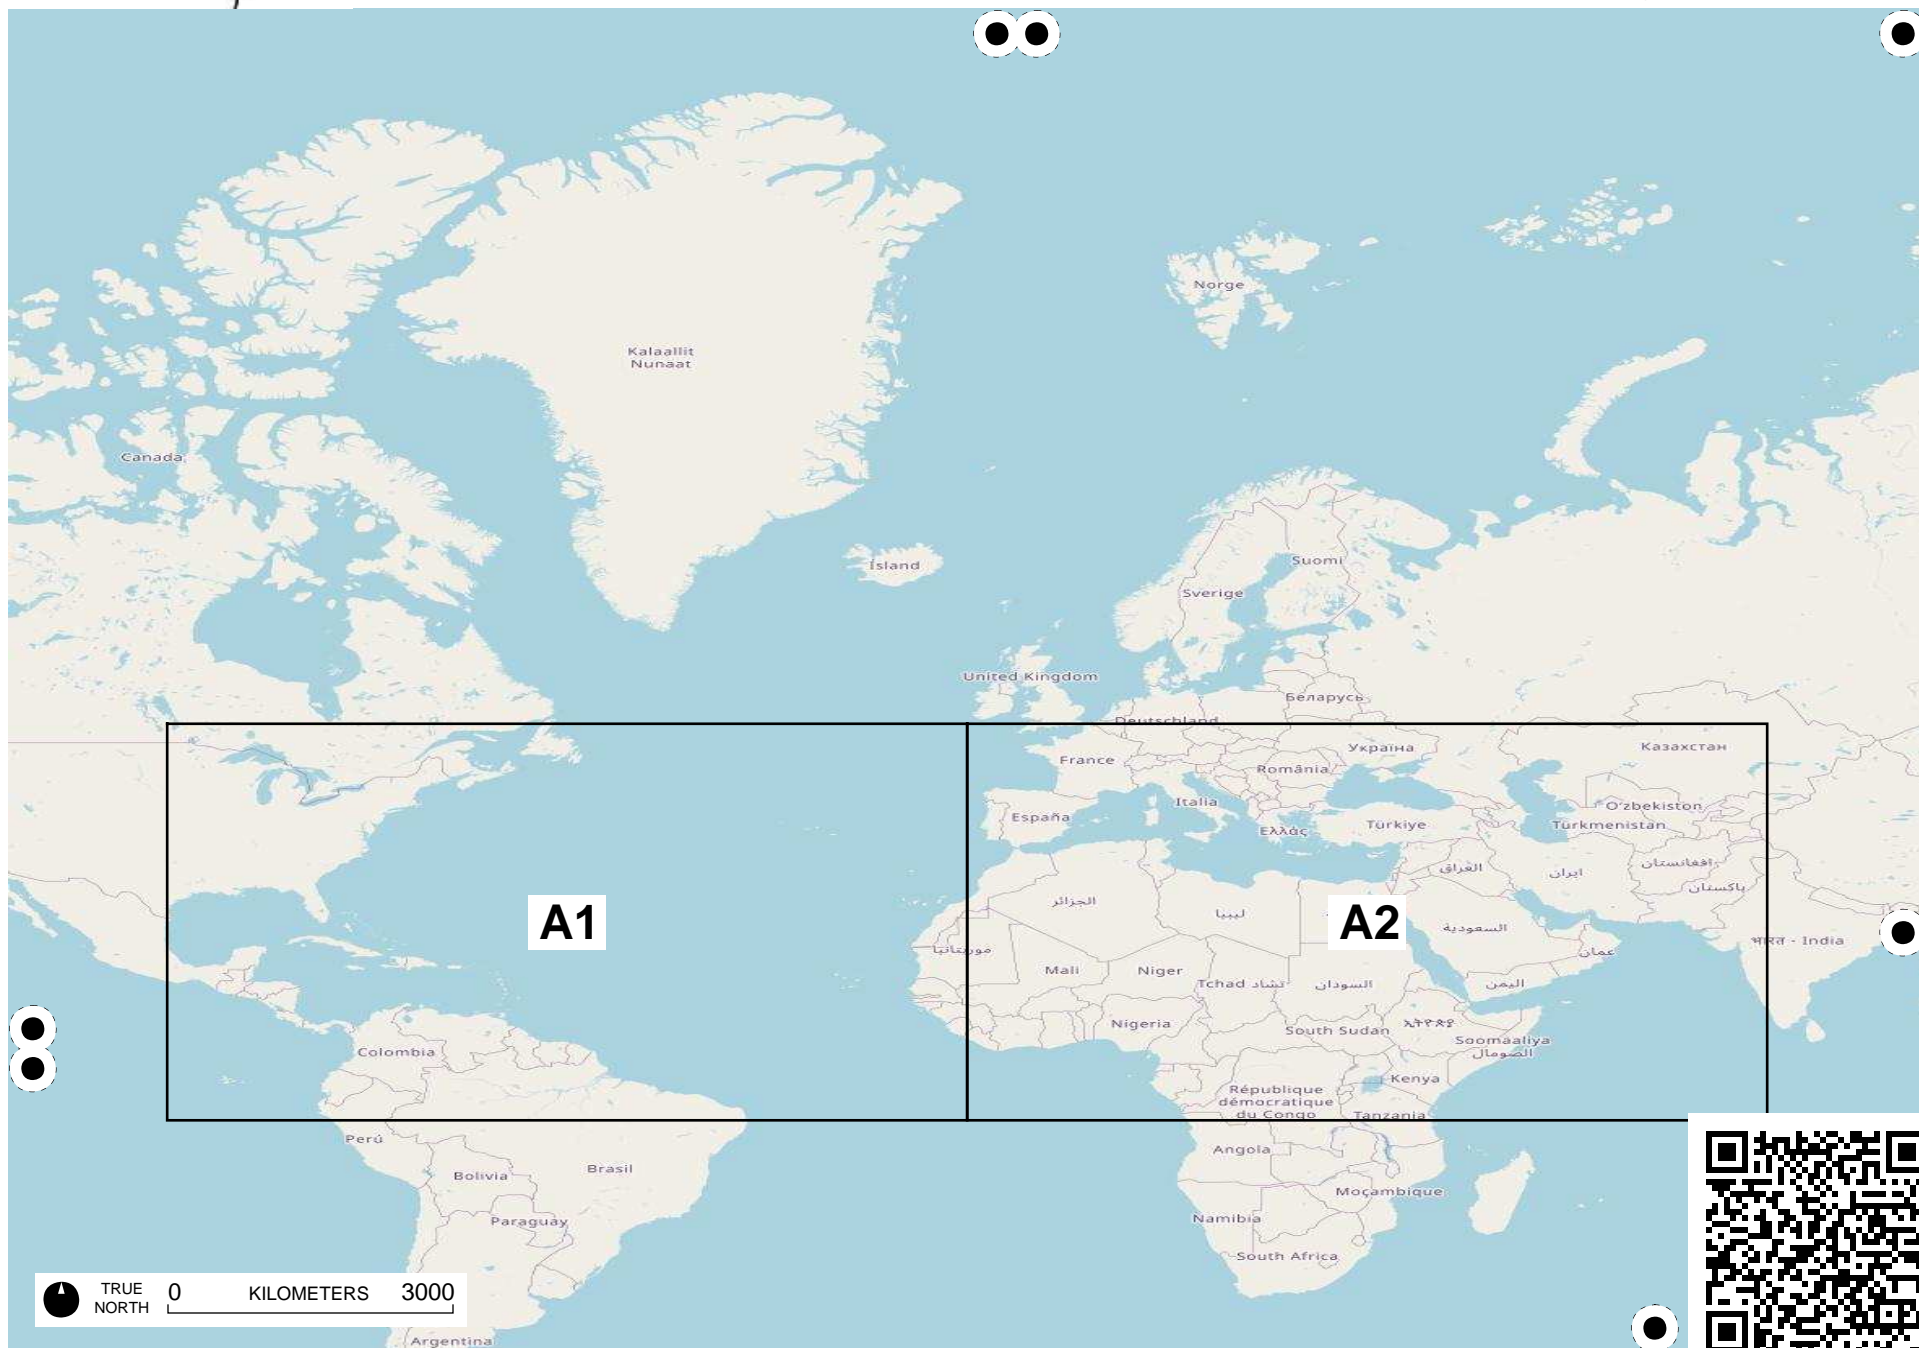 Norge
Kalaallit
Nunaat
Canada
Ísland
Suomi
Sverige
United Kingdom
Беларусь
Deutschland
Україна
Казахстан
France
România
Italia
O'zbekiston
España
Türkiye
Türkmenistan
Ελλάς
العراق
ایران
افغانستان
پاکستان
الجزائر
ليبيا
A1
A2
السعودية
موريتانيا
भारत - India
عمان
Mali
Niger
Tchad تشاد
السودان
اليمن
Nigeria
South Sudan
ኢትዮጵያ
Soomaaliya
الصومال
Colombia
Kenya
République
démocratique
du Congo
Tanzania
Perú
Angola
Bolivia
Brasil
Moçambique
Paraguay
Namibia
South Africa
TRUE
NORTH
0 KILOMETERS 3000
Argentina